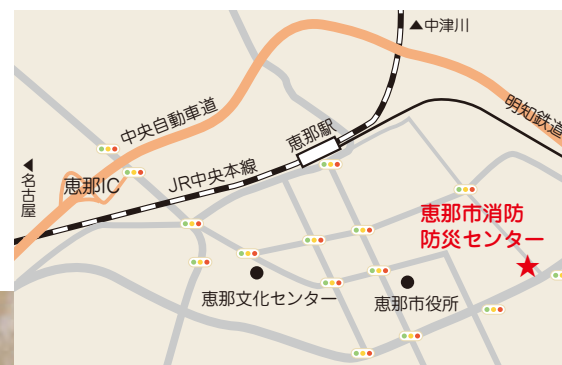 ▲中津川
中央自動車道
明知鉄道
恵那駅
JR中央本線
◀名古屋
恵那IC
恵那市消防
防災センター
恵那文化センター
恵那市役所